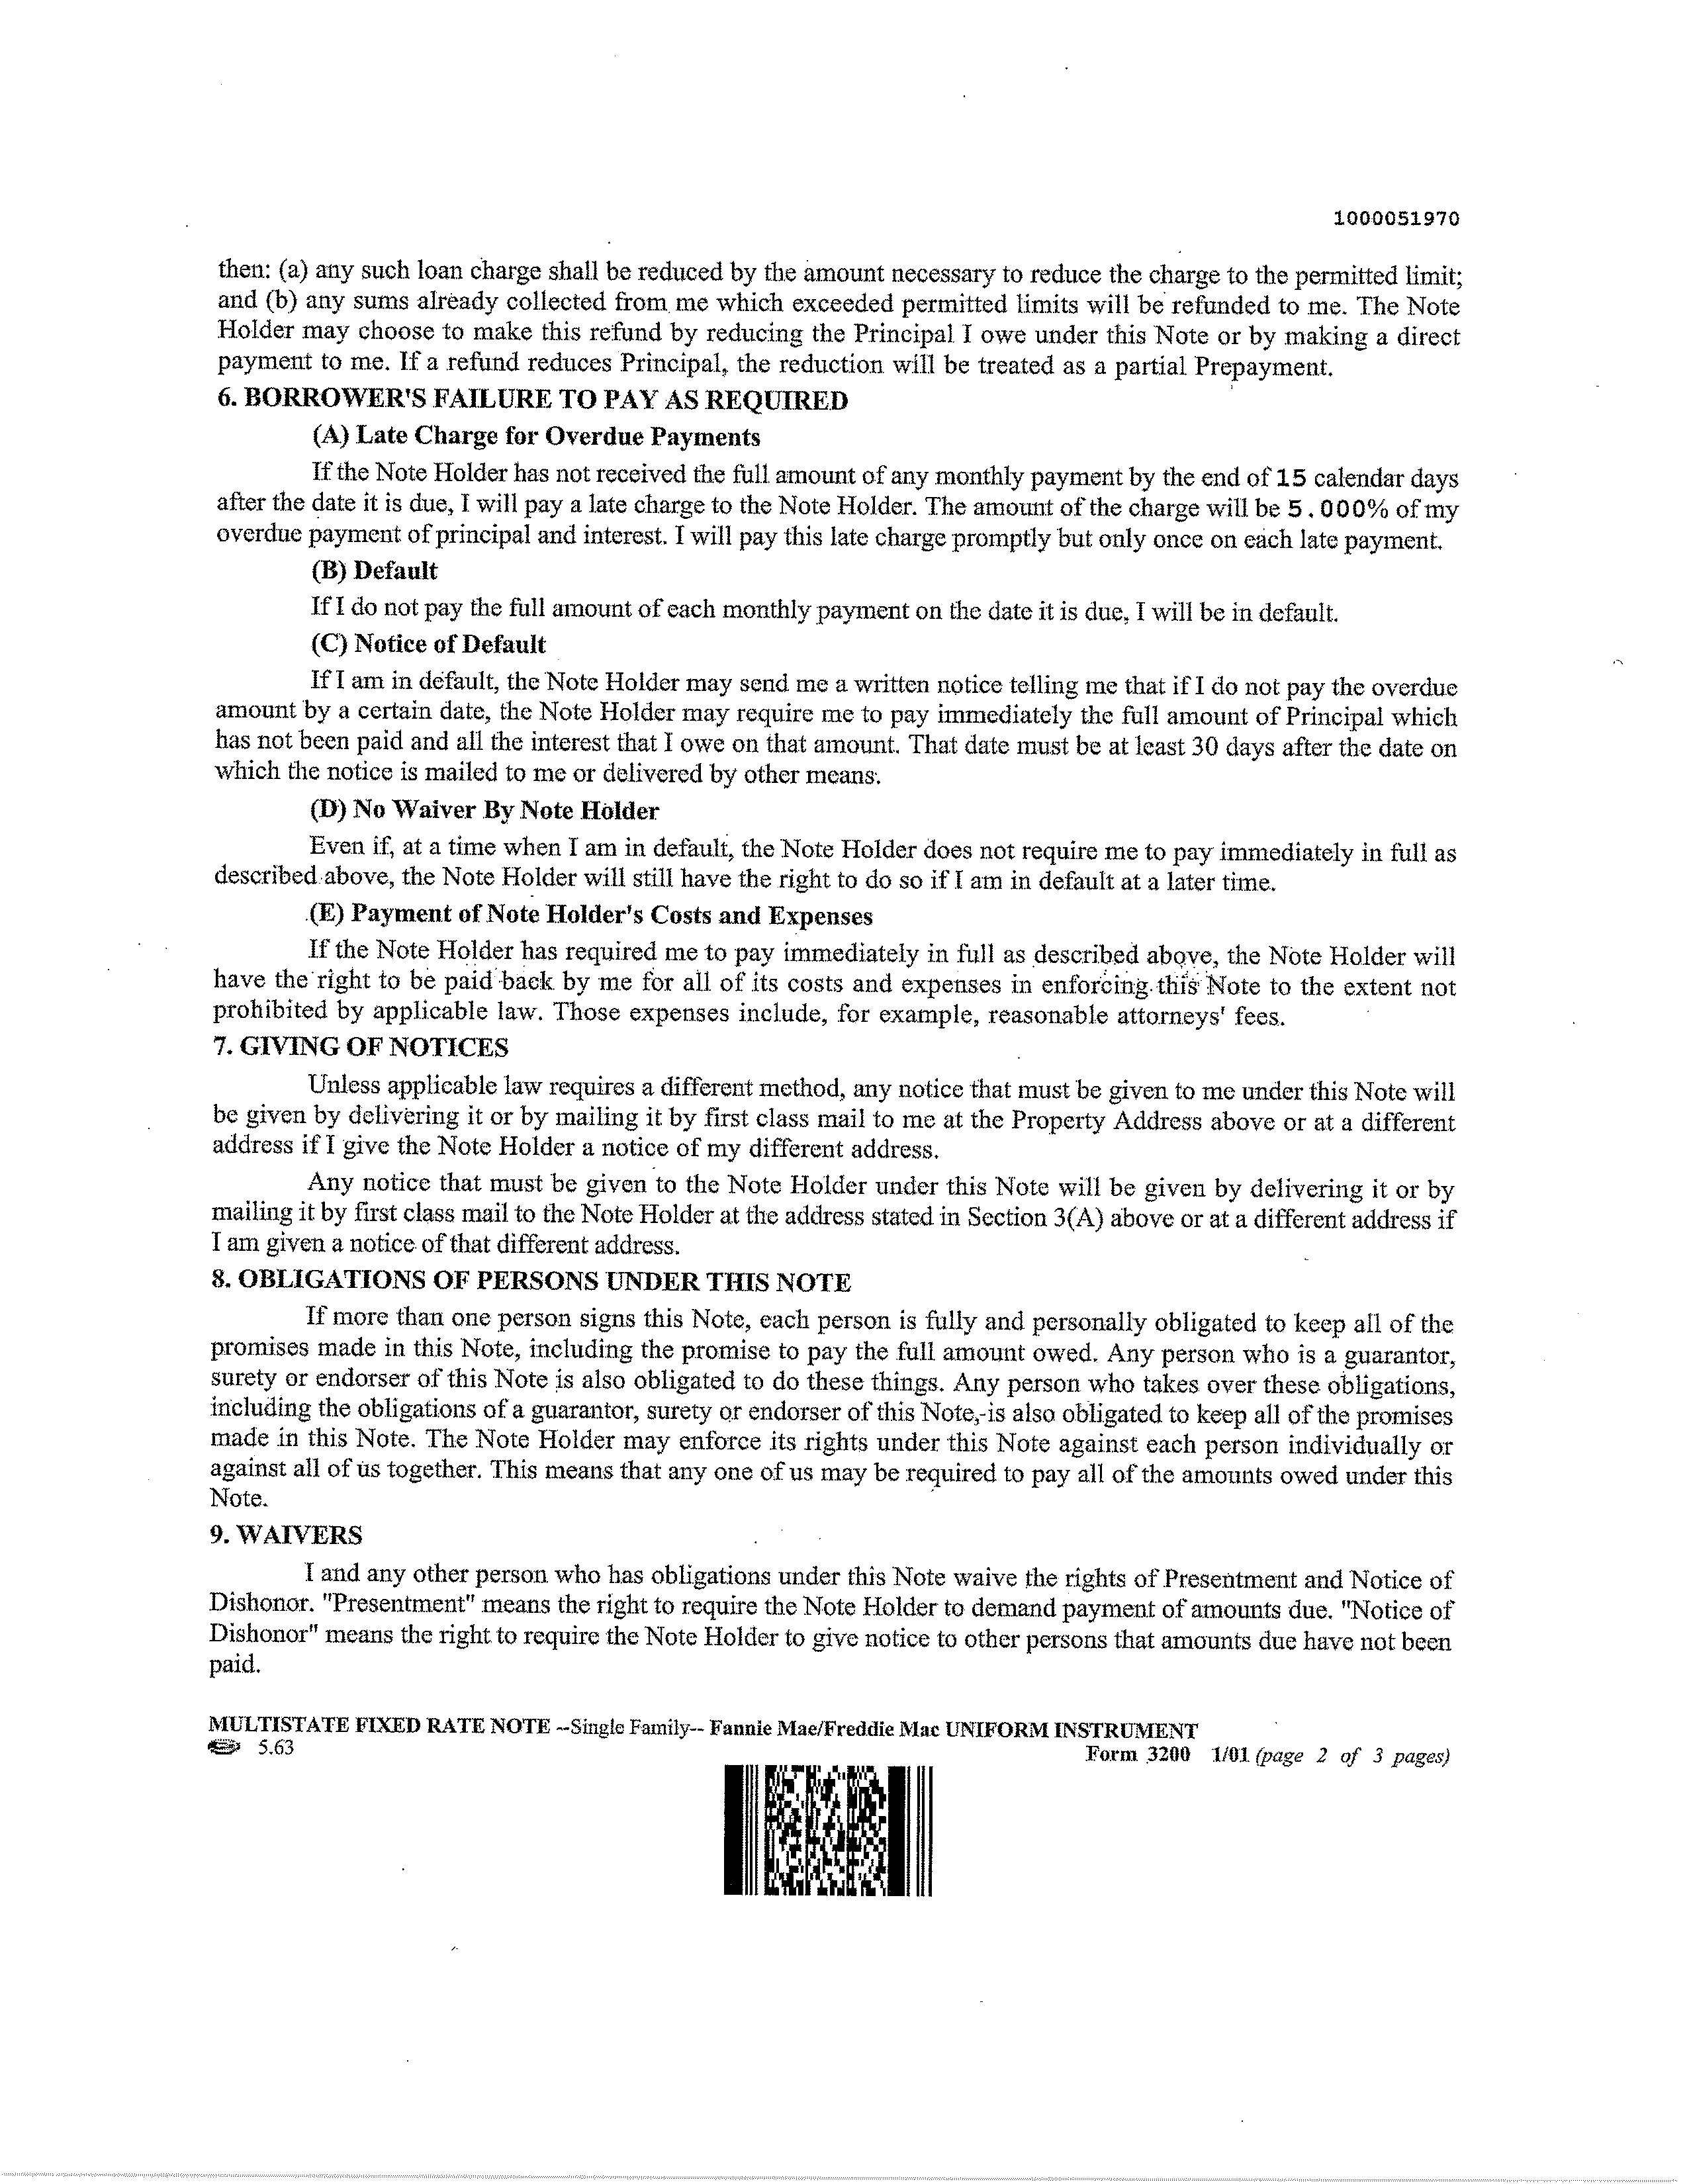 1000051970
then: (a) any such loan charge shall be reduced by the amount necessary to reduce the charge to the permitted limit;
and (b) any sums already collected from me which exceeded permitted limits will be refunded to me. The Note
Holder may choose to make this refund by reducing the Principal I owe under this Note or by making a direct
payment to me. If a refund reduces Principal, the reduction will be treated as a partial Prepayment.
6. BORROWER'S FAILURE TO PAY AS REQUIRED
(A) Late Charge for Overdue Payments
If the Note Holder has not received the full amount of any monthly payment by the end of 15 calendar days
after the date it is due, I will pay a late charge to the Note Holder. The amount of the charge will be 5.000% of my
overdue payment of principal and interest. I will pay this late charge promptly but only once on each late payment.
(B) Default
If I do not pay the full amount of each monthly payment on the date it is due, I will be in default.
(C) Notice of Default
If I am in default, the Note Holder may send me a written notice telling me that if I do not pay the overdue
amount by a certain date, the Note Holder may require me to pay immediately the full amount of Principal which
has not been paid and all the interest that I owe on that amount. That date must be at least 30 days after the date on
which the notice is mailed to me or delivered by other means.
(D) No Waiver By Note Holder
Even if, at a time when I am in default, the Note Holder does not require me to pay immediately in full as
described above, the Note Holder will still have the right to do so if I am in default at a later time.
(E) Payment of Note Holder's Costs and Expenses
If the Note Holder has required me to pay immediately in full as described above, the Note Holder will
have the right to be paid back by me for all of its costs and expenses in enforcing this Note to the extent not
prohibited by applicable law. Those expenses include, for example, reasonable attorneys' fees.
7. GIVING OF NOTICES
Unless applicable law requires a different method, any notice that must be given to me under this Note will
be given by delivering it or by mailing it by first class mail to me at the Property Address above or at a different
address if I give the Note Holder a notice of my different address.
Any notice that must be given to the Note Holder under this Note will be given by delivering it or by
mailing it by first class mail to the Note Holder at the address stated in Section 3(A) above or at a different address if
I am given a notice of that different address.
8. OBLIGATIONS OF PERSONS UNDER THIS NOTE
If more than one person signs this Note, each person is fully and personally obligated to keep all of the
promises made in this Note, including the promise to pay the full amount owed. Any person who is a guarantor,
surety or endorser of this Note is also obligated to do these things. Any person who takes over these obligations,
including the obligations of a guarantor, surety or endorser of this Note, is also obligated to keep all of the promises
made in this Note. The Note Holder may enforce its rights under this Note against each person individually or
against all of us together. This means that any one of us may be required to pay all of the amounts owed under this
Note.
9. WAIVERS
I and any other person who has obligations under this Note waive the rights of Presentment and Notice of
Dishonor. "Presentment" means the right to require the Note Holder to demand payment of amounts due. "Notice of
Dishonor" means the right to require the Note Holder to give notice to other persons that amounts due have not been
paid.
MULTISTATE FIXED RATE NOTE --Single Family-- Fannie Mae/Freddie Mac UNIFORM INSTRUMENT
5.63
Form 3200 1/01 (page 2 of 3 pages)